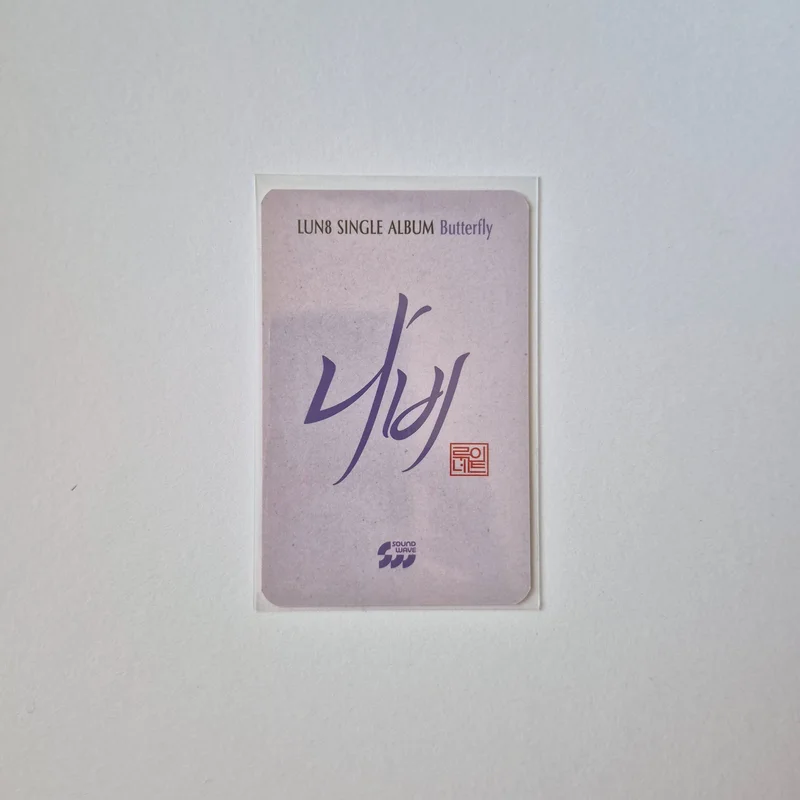 LUN8 SINGLE ALBUM Butterfly
나비
루이
네트
SOUND
WAVE